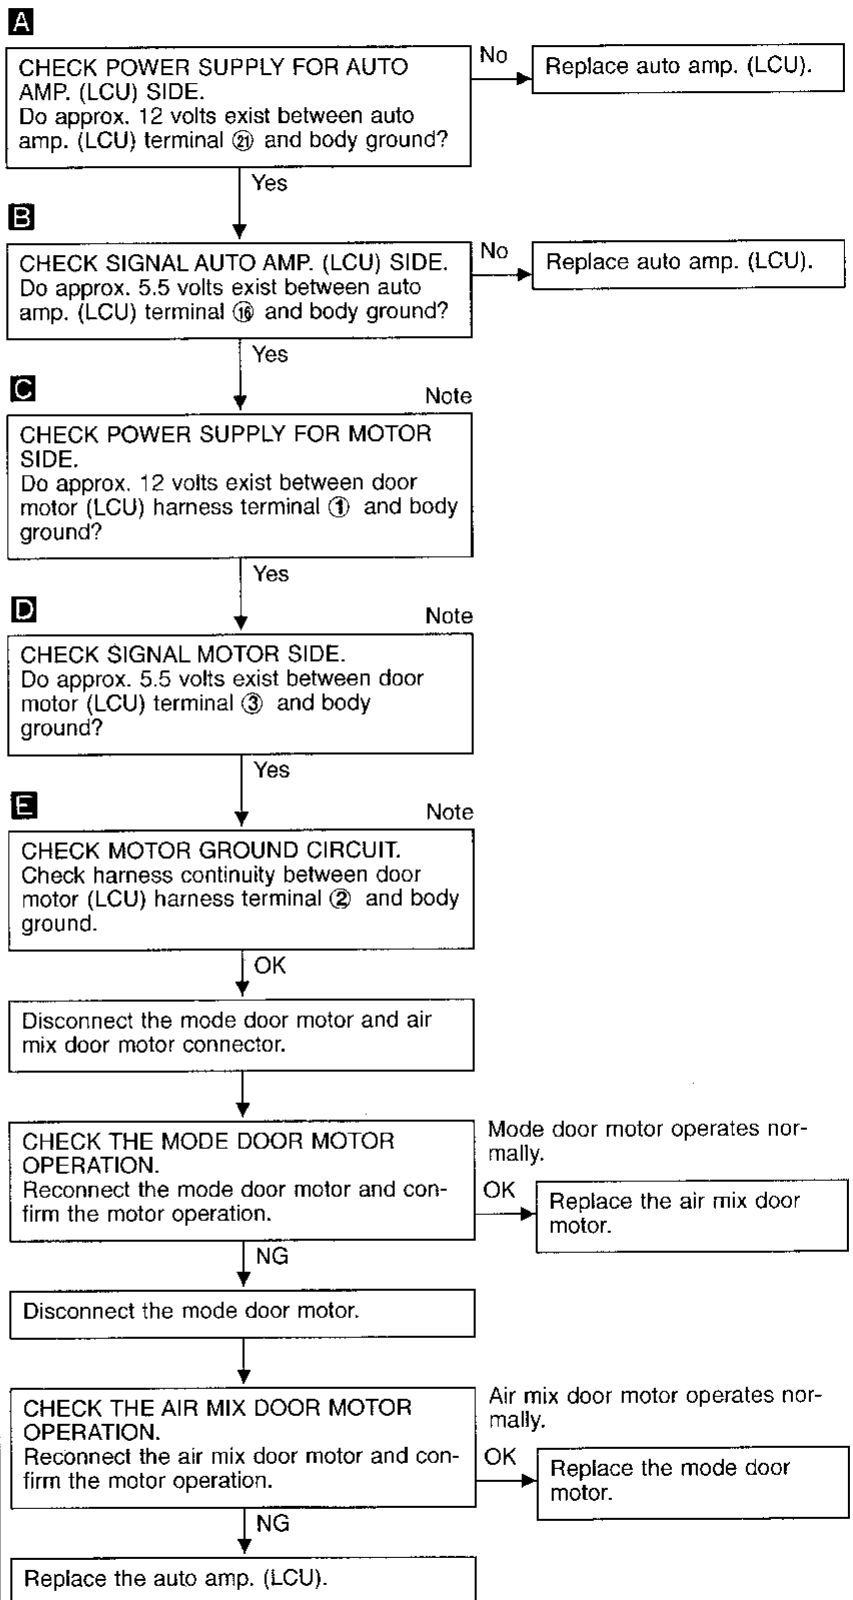 A
CHECK POWER SUPPLY FOR AUTO
AMP. (LCU) SIDE.
Do approx. 12 volts exist between auto
amp. (LCU) terminal ㉑ and body ground?
No
Replace auto amp. (LCU).
Yes
B
CHECK SIGNAL AUTO AMP. (LCU) SIDE.
Do approx. 5.5 volts exist between auto
amp. (LCU) terminal ⑯ and body ground?
No
Replace auto amp. (LCU).
Yes
C
Note
CHECK POWER SUPPLY FOR MOTOR
SIDE.
Do approx. 12 volts exist between door
motor (LCU) harness terminal ① and body
ground?
Yes
D
Note
CHECK SIGNAL MOTOR SIDE.
Do approx. 5.5 volts exist between door
motor (LCU) terminal ③ and body
ground?
Yes
E
Note
CHECK MOTOR GROUND CIRCUIT.
Check harness continuity between door
motor (LCU) harness terminal ② and body
ground.
OK
Disconnect the mode door motor and air
mix door motor connector.
CHECK THE MODE DOOR MOTOR
OPERATION.
Reconnect the mode door motor and con-
firm the motor operation.
Mode door motor operates nor-
mally.
OK
Replace the air mix door
motor.
NG
Disconnect the mode door motor.
CHECK THE AIR MIX DOOR MOTOR
OPERATION.
Reconnect the air mix door motor and con-
firm the motor operation.
Air mix door motor operates nor-
mally.
OK
Replace the mode door
motor.
NG
Replace the auto amp. (LCU).